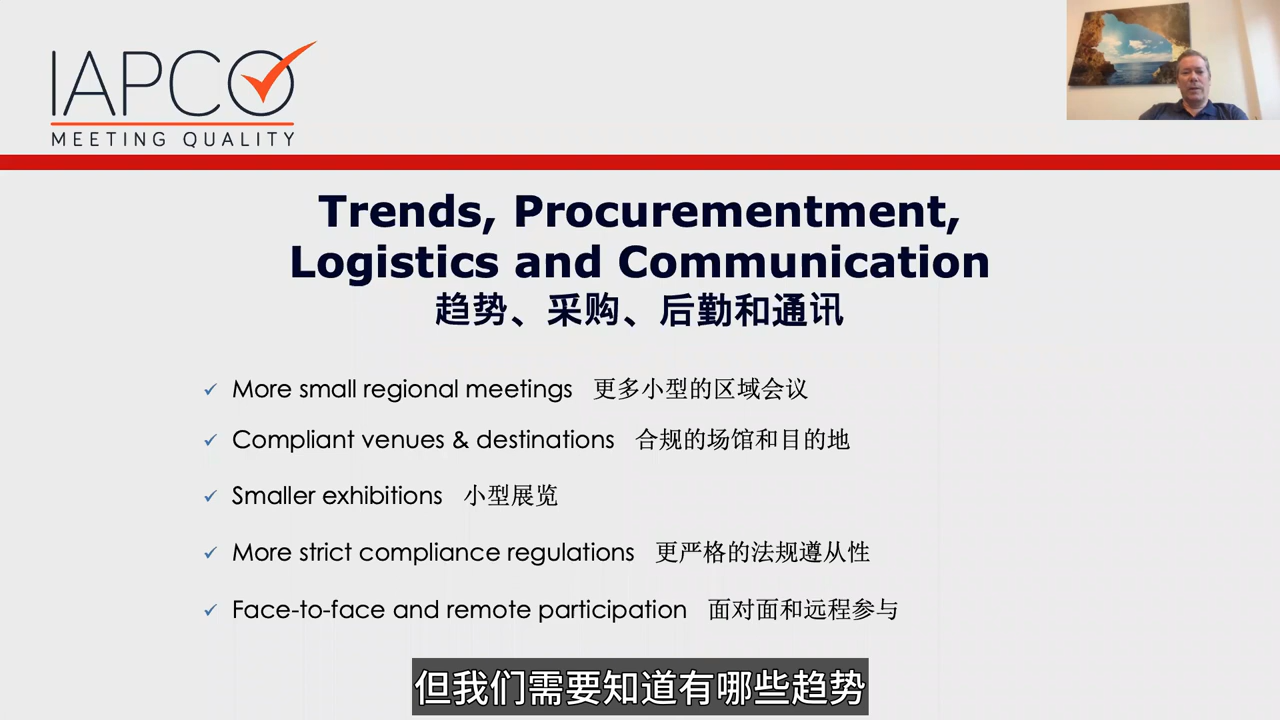 IAPCO
MEETING QUALITY
Trends, Procurementment,
Logistics and Communication
趋势、采购、后勤和通讯
✓ More small regional meetings 更多小型的区域会议
✓ Compliant venues & destinations 合规的场馆和目的地
✓ Smaller exhibitions 小型展览
✓ More strict compliance regulations 更严格的法规遵从性
✓ Face-to-face and remote participation 面对面和远程参与
但我们需要知道有哪些趋势